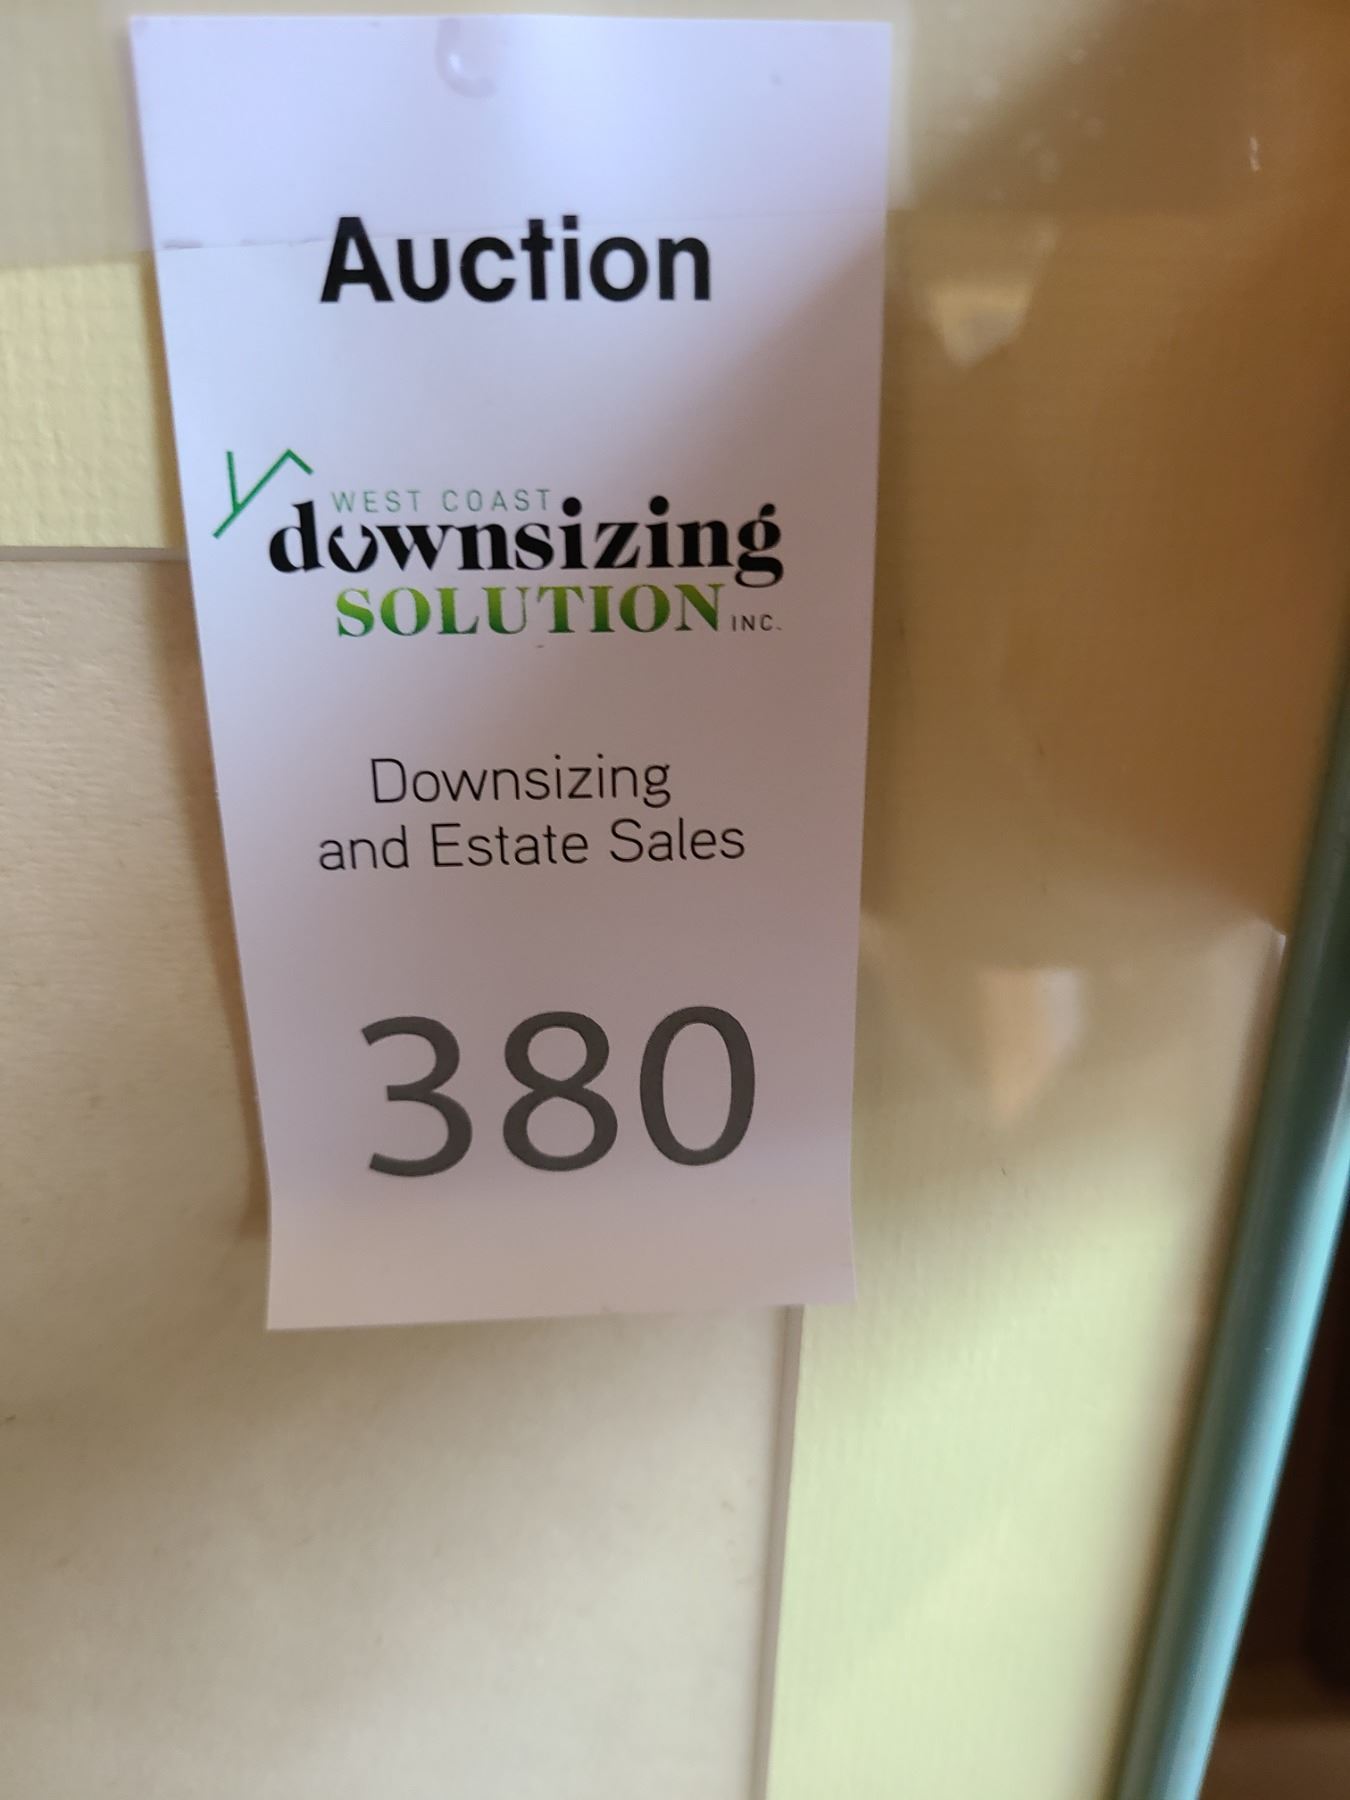 Auction
WEST COAST
downsizing
SOLUTION INC.
Downsizing
and Estate Sales
380